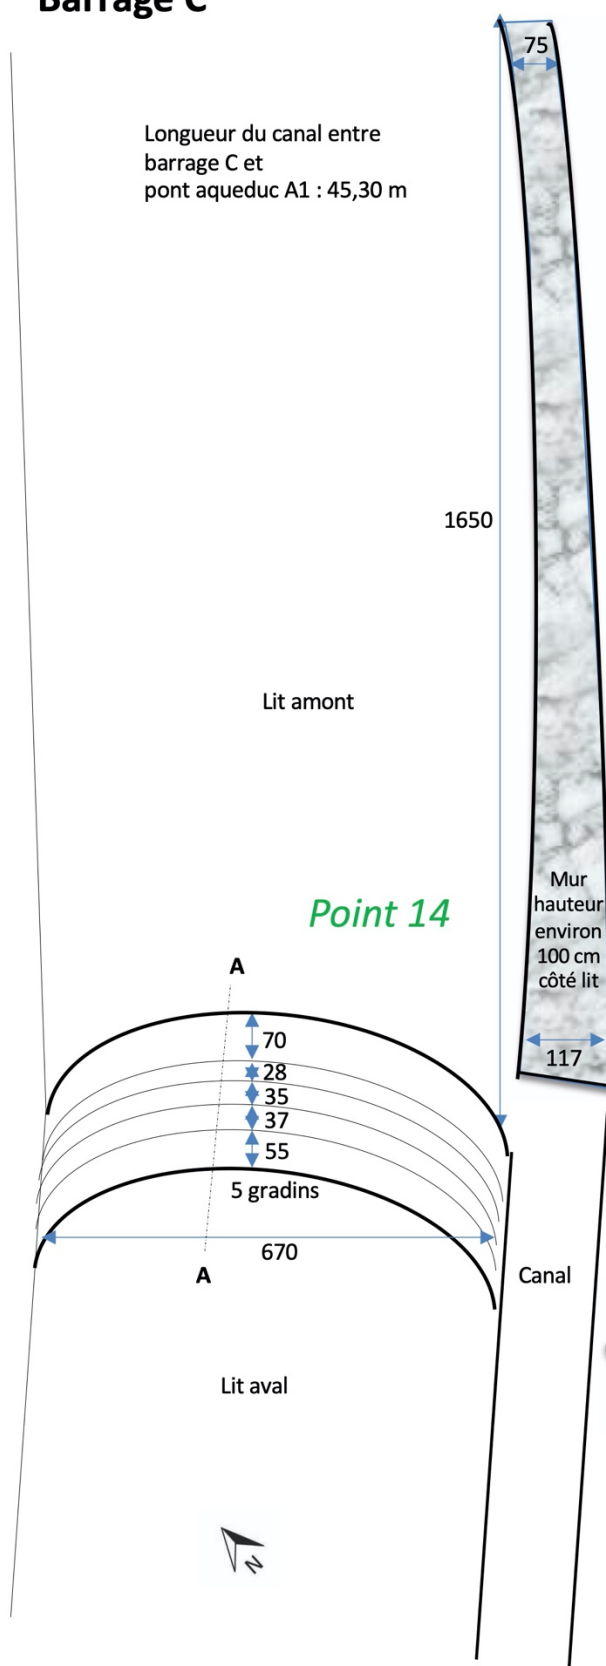 Barrage C
75
Longueur du canal entre
barrage C et
pont aqueduc A1 : 45,30 m
1650
Lit amont
Mur
hauteur
environ
100 cm
côté lit
Point 14
A
70
117
28
35
37
55
5 gradins
670
A
Canal
Lit aval
N